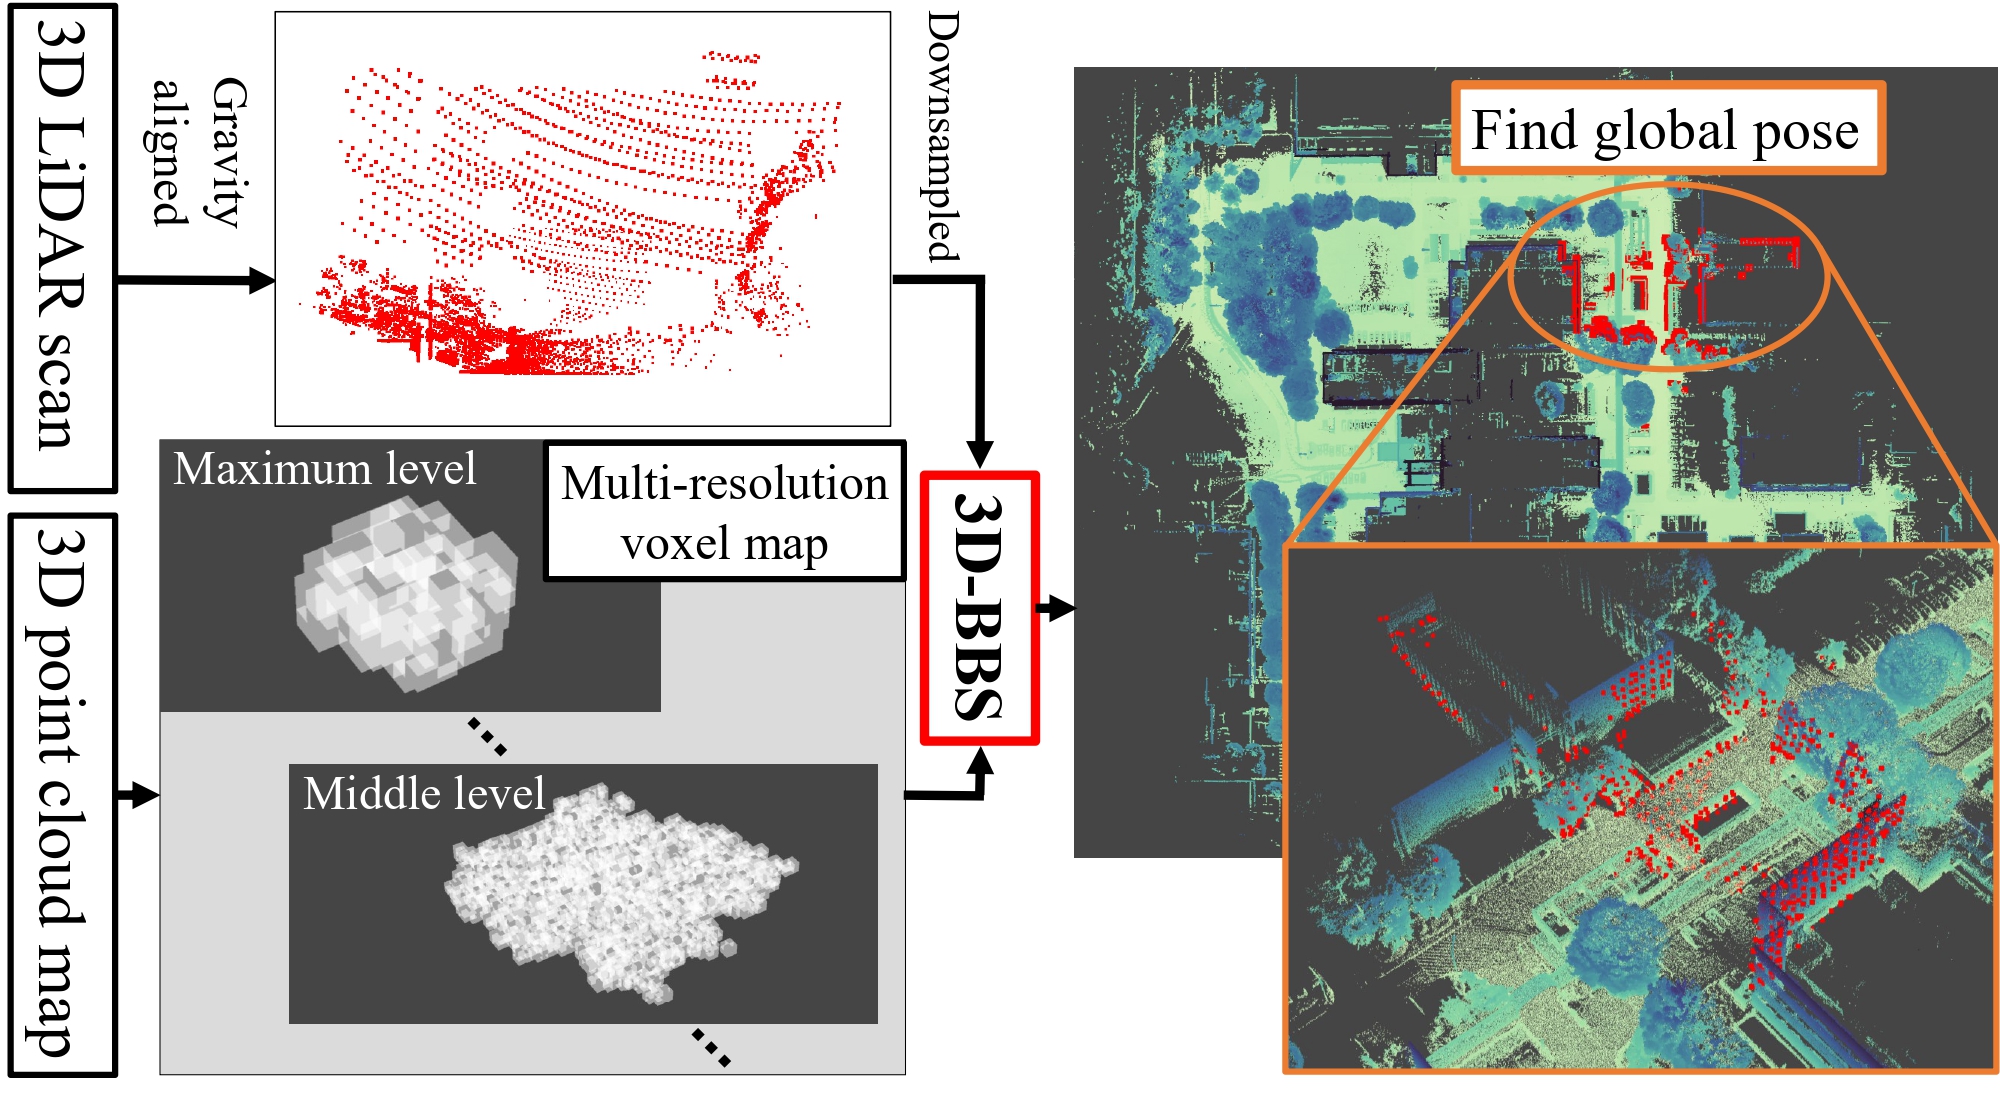 3D LiDAR scan
Gravity
aligned
Downsampled
3D point cloud map
Maximum level
Multi-resolution
voxel map
Middle level
3D-BBS
Find global pose